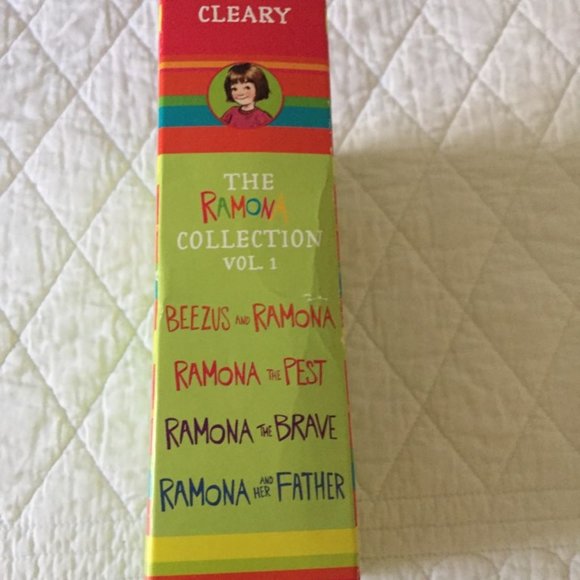 CLEARY
THE
RAMONA
COLLECTION
VOL. 1
BEEZUS AND RAMONA
RAMONA THE PEST
RAMONA THE BRAVE
RAMONA AND HER FATHER